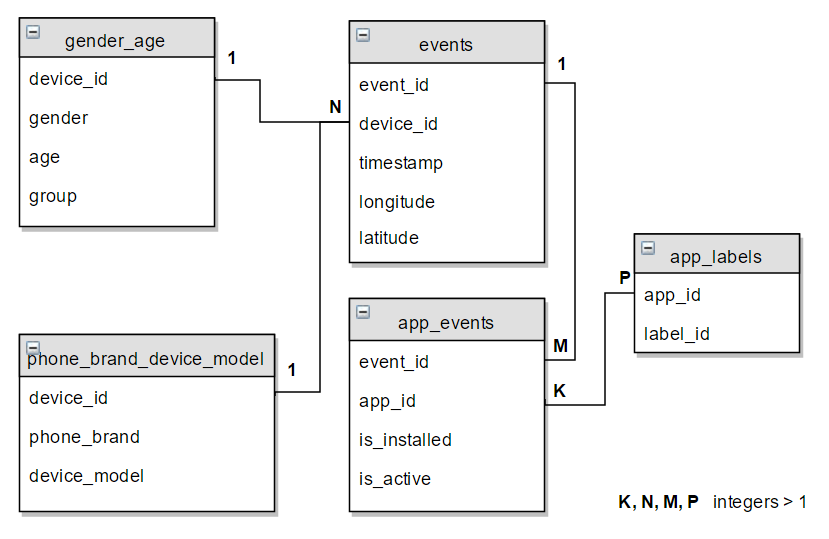 gender_age
device_id
gender
age
group
1
N
events
event_id
device_id
timestamp
longitude
latitude
1
phone_brand_device_model
device_id
phone_brand
device_model
1
app_events
event_id
app_id
is_installed
is_active
M
K
P
app_labels
app_id
label_id
K, N, M, P integers > 1